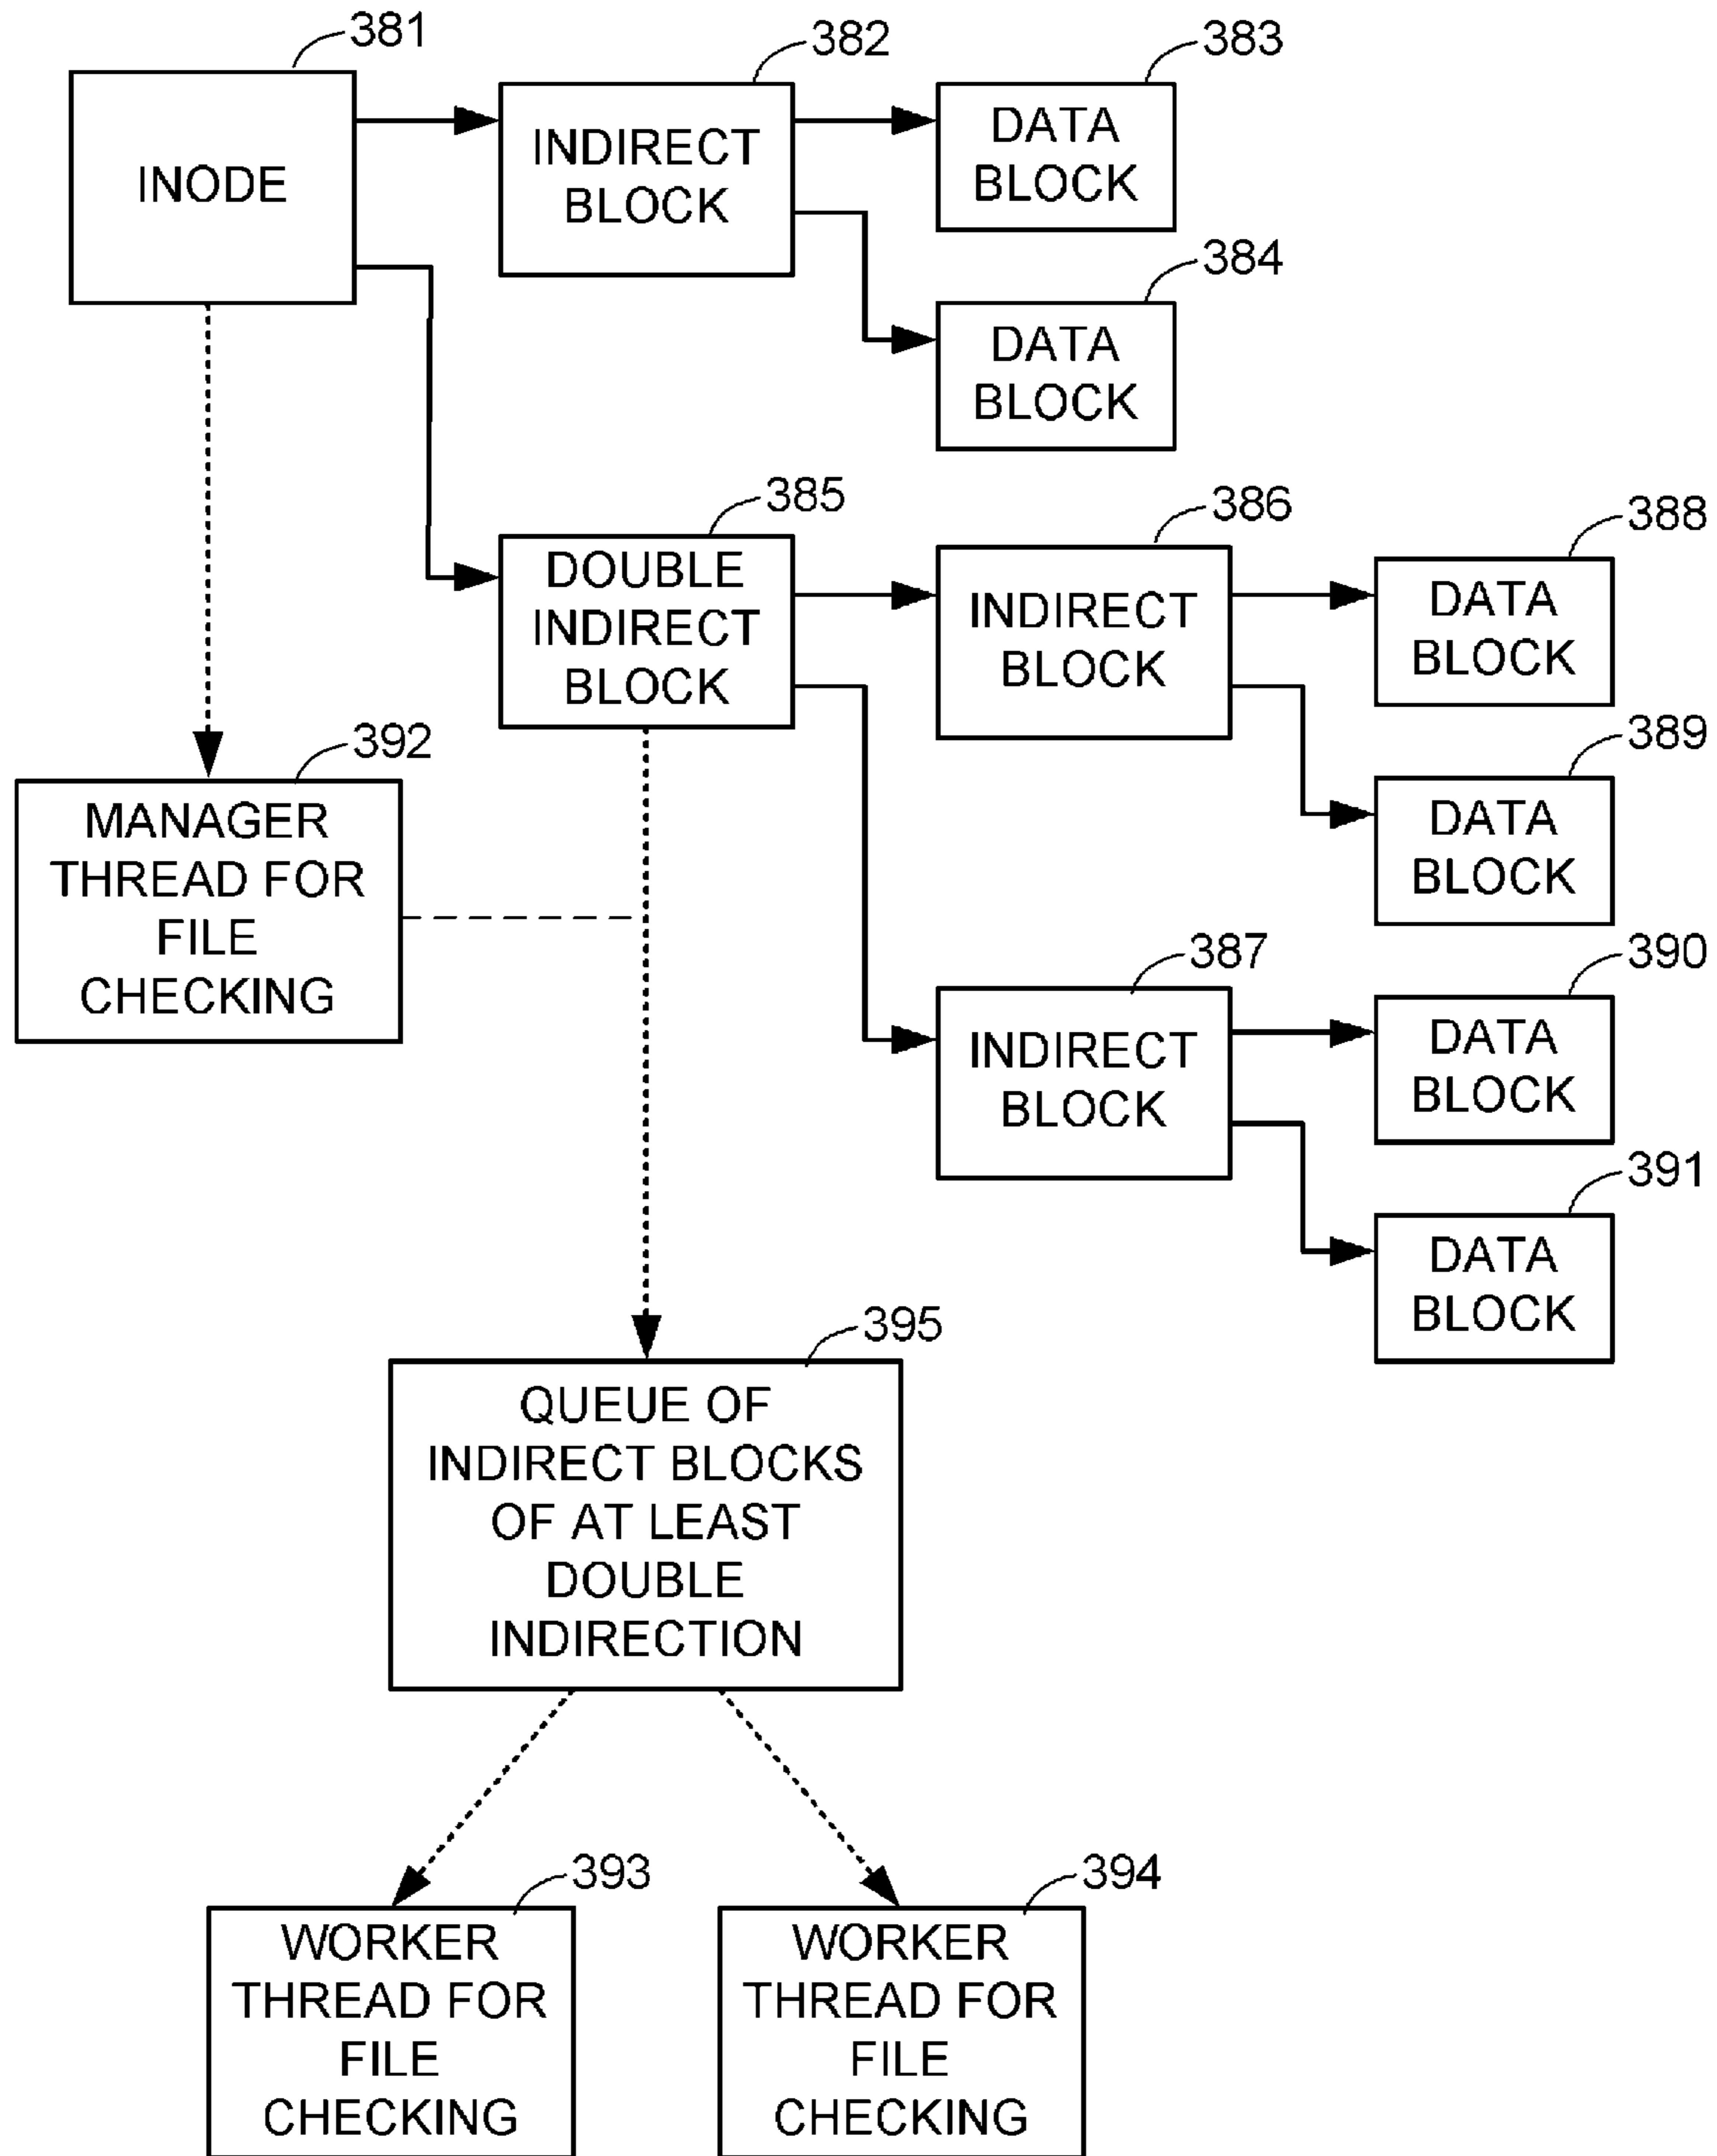 381
INODE
382
INDIRECT
BLOCK
383
DATA
BLOCK
384
DATA
BLOCK
385
DOUBLE
INDIRECT
BLOCK
386
INDIRECT
BLOCK
388
DATA
BLOCK
389
DATA
BLOCK
392
MANAGER
THREAD FOR
FILE
CHECKING
387
INDIRECT
BLOCK
390
DATA
BLOCK
391
DATA
BLOCK
395
QUEUE OF
INDIRECT BLOCKS
OF AT LEAST
DOUBLE
INDIRECTION
393
WORKER
THREAD FOR
FILE
CHECKING
394
WORKER
THREAD FOR
FILE
CHECKING